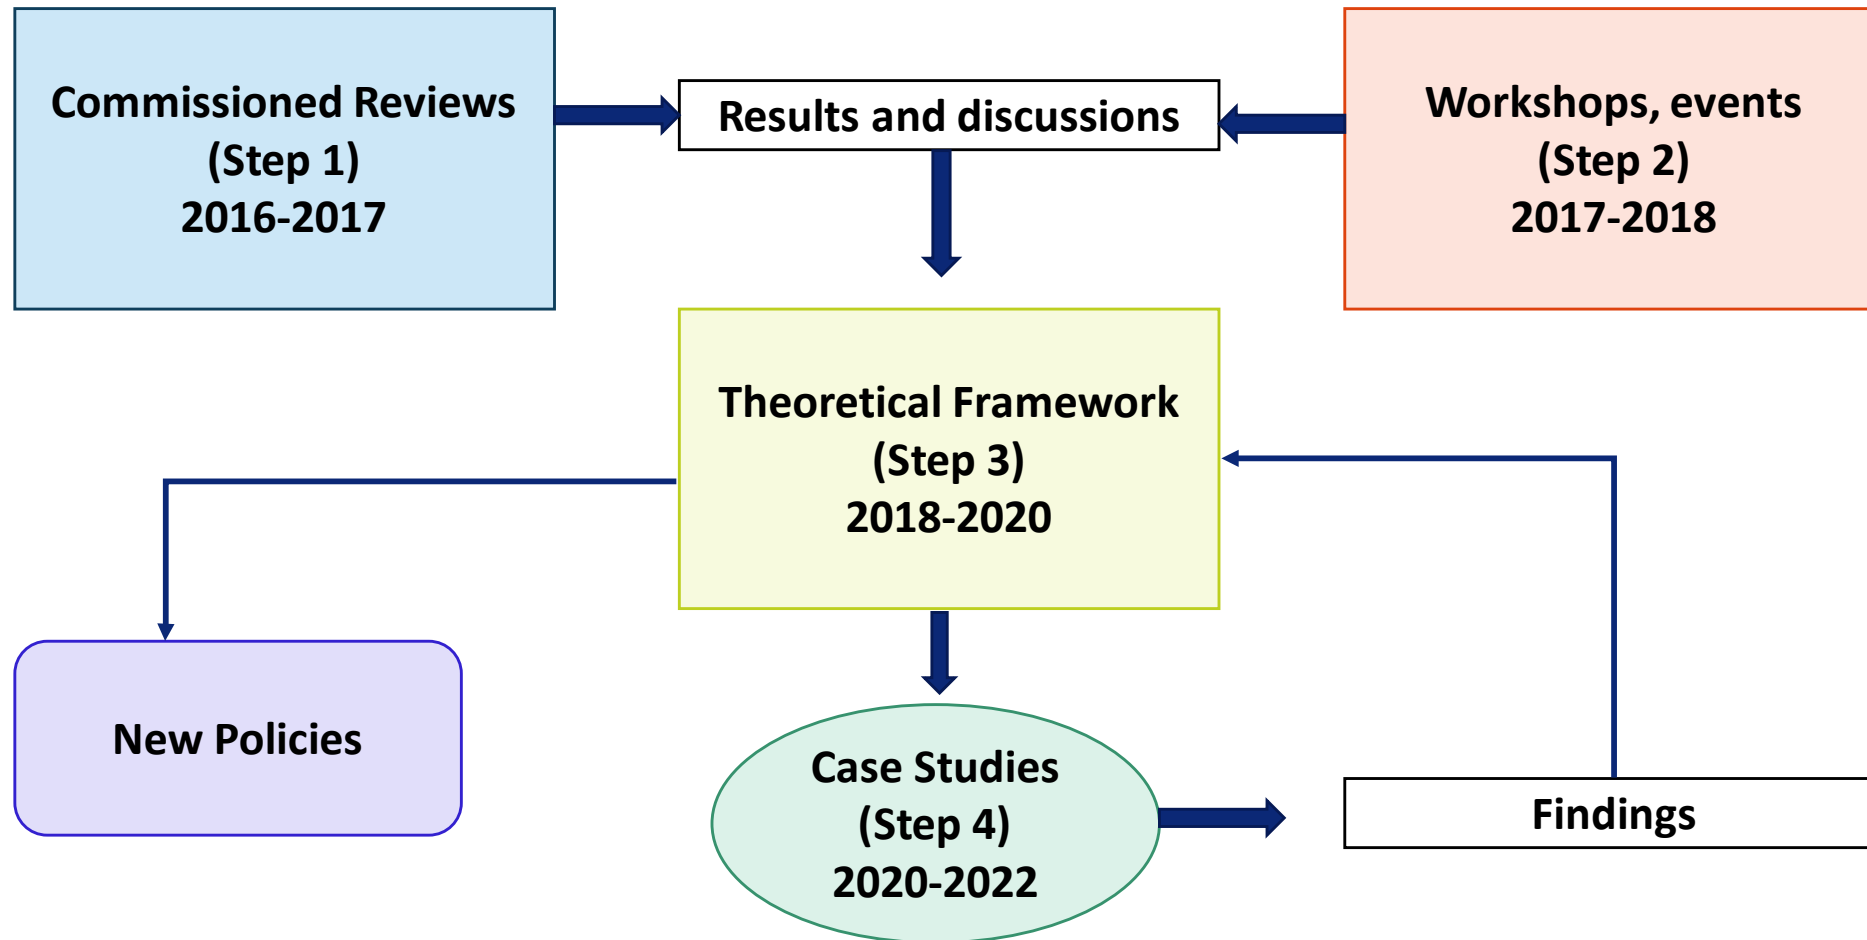 Commissioned Reviews
(Step 1)
2016-2017
Results and discussions
Workshops, events
(Step 2)
2017-2018
Theoretical Framework
(Step 3)
2018-2020
New Policies
Case Studies
(Step 4)
2020-2022
Findings